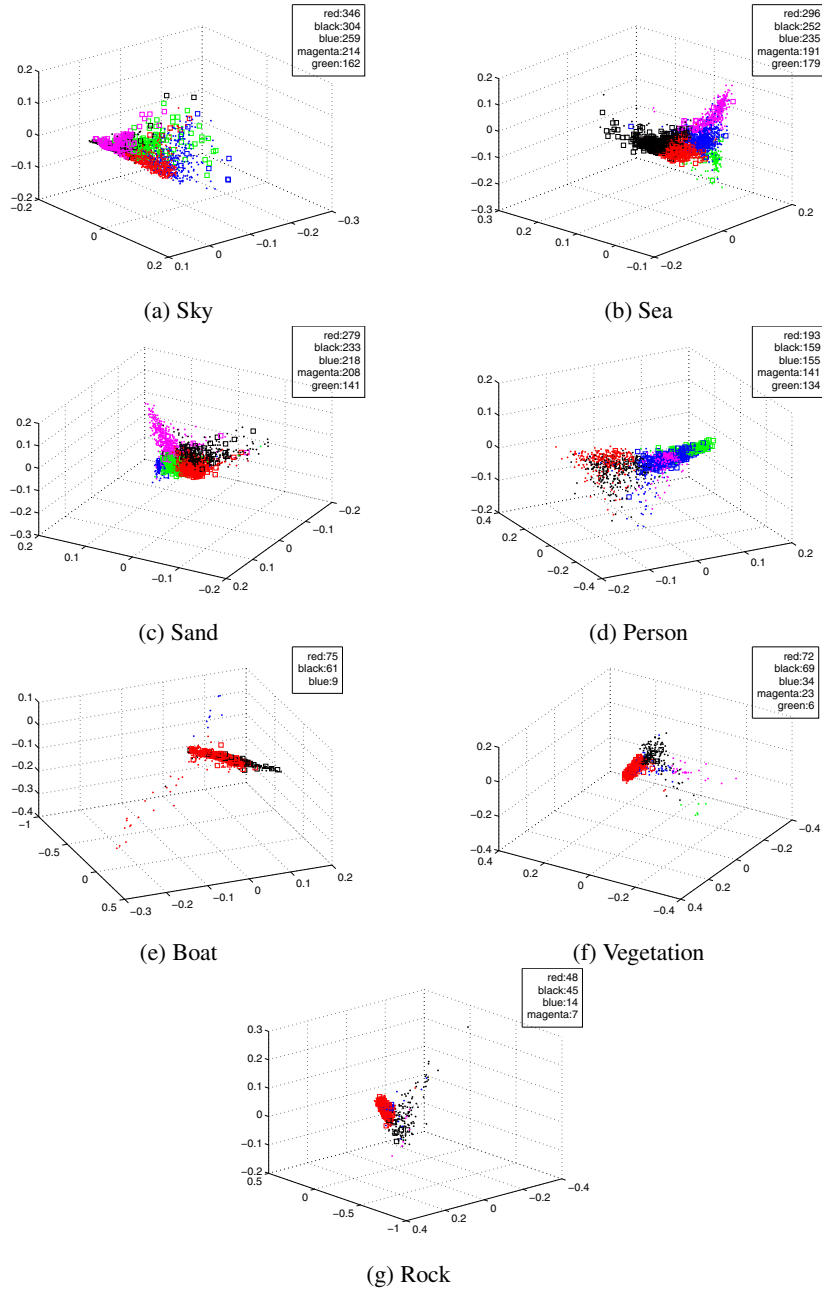 red:346
black:304
blue:259
magenta:214
green:162
0.2
0.1
0
−0.1
−0.2
−0.2
0
0.2
0.1
0
−0.1
−0.2
−0.3
(a) Sky
red:296
black:252
blue:235
magenta:191
green:179
0.2
0.1
0
−0.1
−0.2
−0.3
0.3
0.2
0.1
0
−0.1
−0.2
0
0.2
(b) Sea
red:279
black:233
blue:218
magenta:208
green:141
0.2
0.1
0
−0.1
−0.2
−0.3
0.2
0.1
0
−0.1
−0.2
0.2
0.1
0
−0.1
−0.2
(c) Sand
red:193
black:159
blue:155
magenta:141
green:134
0.2
0.1
0
−0.1
−0.2
0.4
0.2
0
−0.2
−0.4
−0.2
−0.1
0
0.1
0.2
(d) Person
red:75
black:61
blue:9
0.1
0
−0.1
−0.2
−0.3
−0.4
−1
−0.5
0
0.5
−0.3
−0.2
−0.1
0
0.1
0.2
(e) Boat
red:72
black:69
blue:34
magenta:23
green:6
0.2
0
−0.2
−0.4
0.4
0.2
0
−0.2
−0.4
0.4
0.2
0
−0.2
−0.4
(f) Vegetation
red:48
black:45
blue:14
magenta:7
0.3
0.2
0.1
0
−0.1
−0.2
0.5
0
−0.5
−1
0.4
0.2
0
−0.2
−0.4
(g) Rock